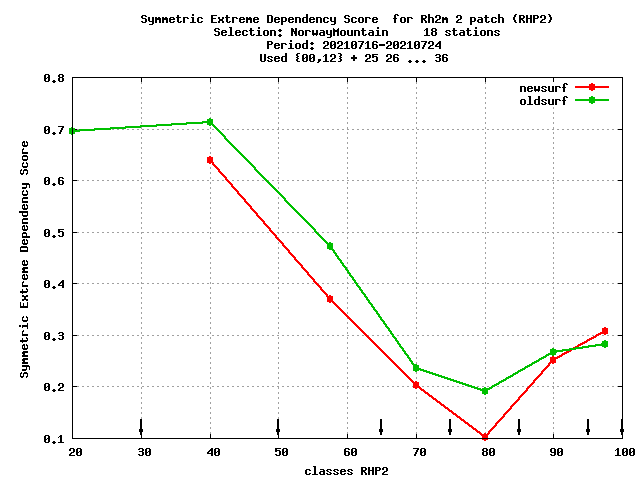 Symmetric Extreme Dependency Score  for Rh2m 2 patch (RHP2)
Selection: NorwayMountain     18 stations
Period: 20210716-20210724
Used {00,12} + 25 26 ... 36
newsurf
oldsurf
Symmetric Extreme Dependency Score
0.8
0.7
0.6
0.5
0.4
0.3
0.2
0.1
20 30 40 50 60 70 80 90 100
classes RHP2